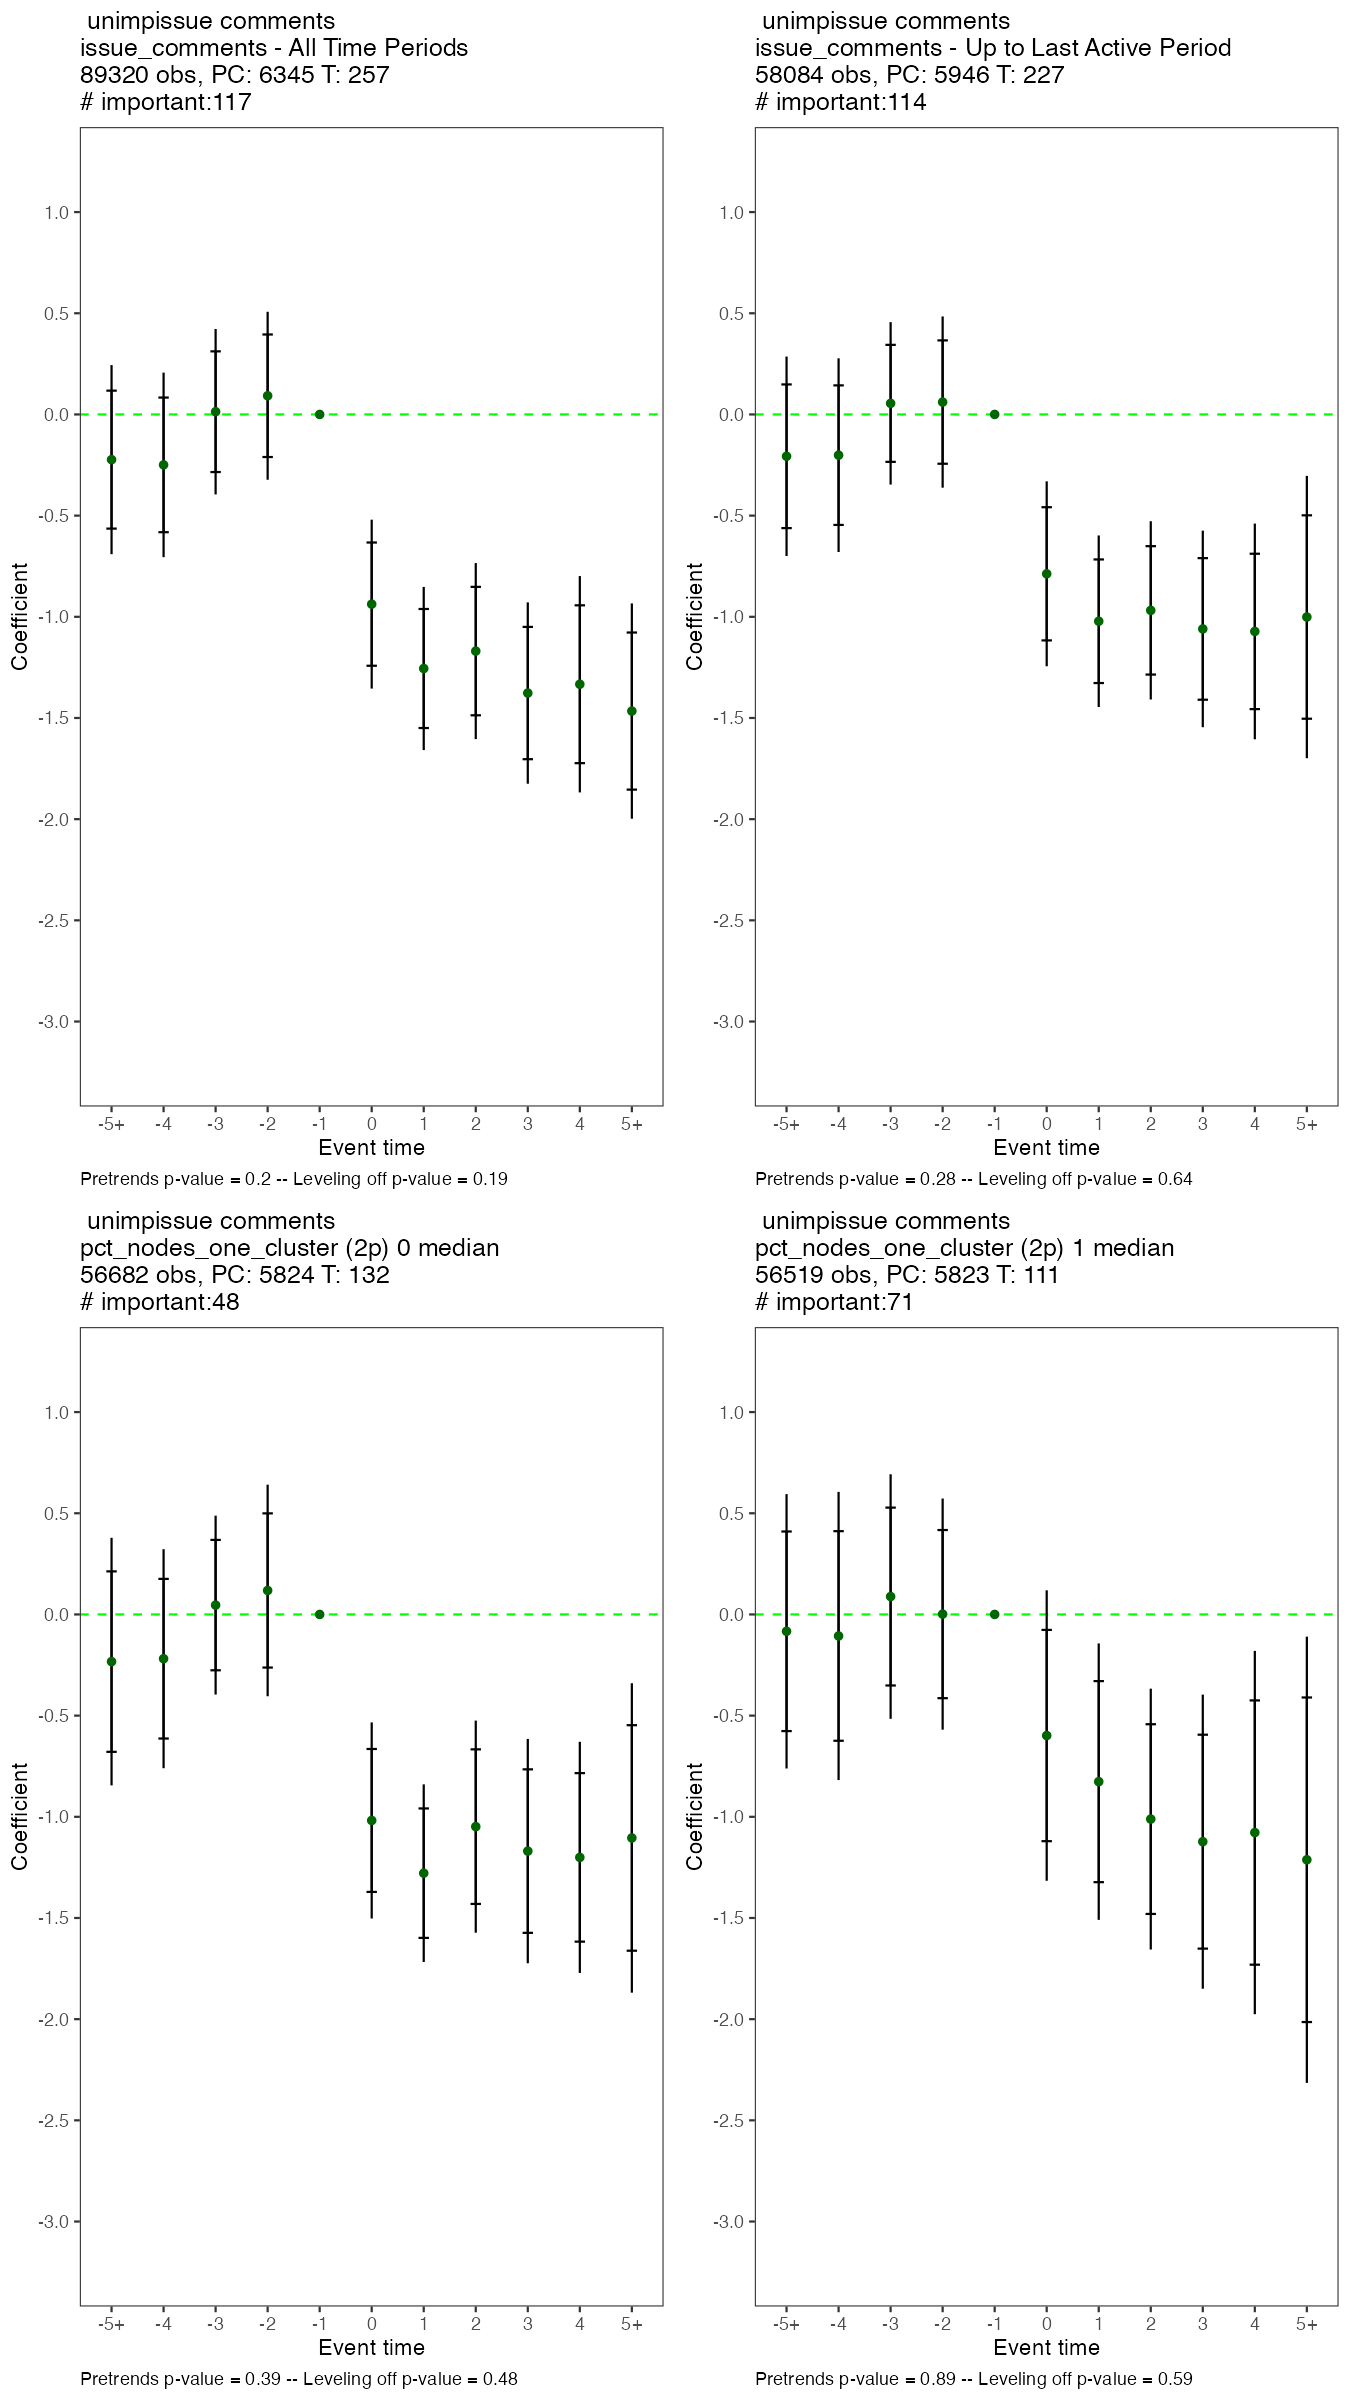 unimpissue comments
issue_comments - All Time Periods
89320 obs, PC: 6345 T: 257
# important:117
1.0
0.5
0.0
-0.5
-1.0
-1.5
-2.0
-2.5
-3.0
Coefficient
-5+ -4 -3 -2 -1 0 1 2 3 4 5+
Event time
Pretrends p-value = 0.2 -- Leveling off p-value = 0.19
unimpissue comments
issue_comments - Up to Last Active Period
58084 obs, PC: 5946 T: 227
# important:114
1.0
0.5
0.0
-0.5
-1.0
-1.5
-2.0
-2.5
-3.0
Coefficient
-5+ -4 -3 -2 -1 0 1 2 3 4 5+
Event time
Pretrends p-value = 0.28 -- Leveling off p-value = 0.64
unimpissue comments
pct_nodes_one_cluster (2p) 0 median
56682 obs, PC: 5824 T: 132
# important:48
1.0
0.5
0.0
-0.5
-1.0
-1.5
-2.0
-2.5
-3.0
Coefficient
-5+ -4 -3 -2 -1 0 1 2 3 4 5+
Event time
Pretrends p-value = 0.39 -- Leveling off p-value = 0.48
unimpissue comments
pct_nodes_one_cluster (2p) 1 median
56519 obs, PC: 5823 T: 111
# important:71
1.0
0.5
0.0
-0.5
-1.0
-1.5
-2.0
-2.5
-3.0
Coefficient
-5+ -4 -3 -2 -1 0 1 2 3 4 5+
Event time
Pretrends p-value = 0.89 -- Leveling off p-value = 0.59